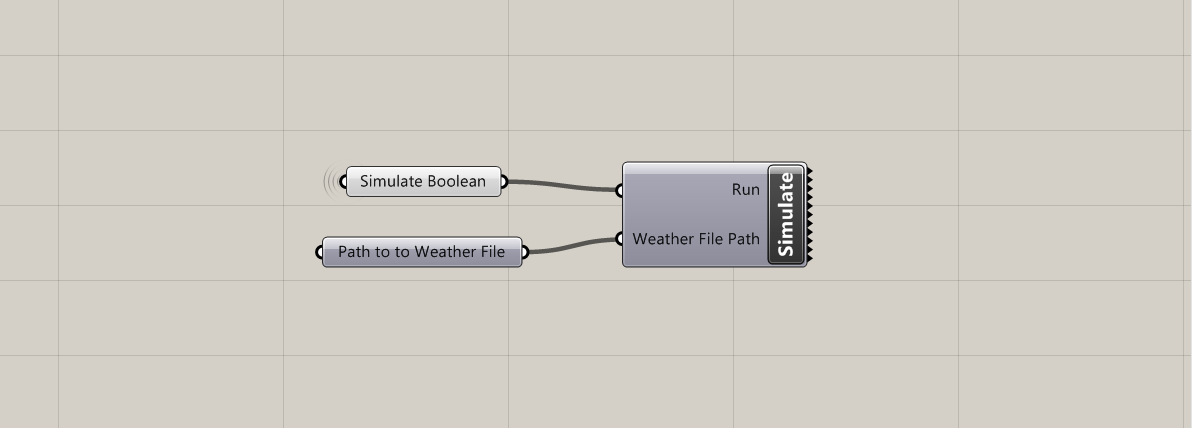 Simulate Boolean
Path to to Weather File
Run
Weather File Path
Simulate